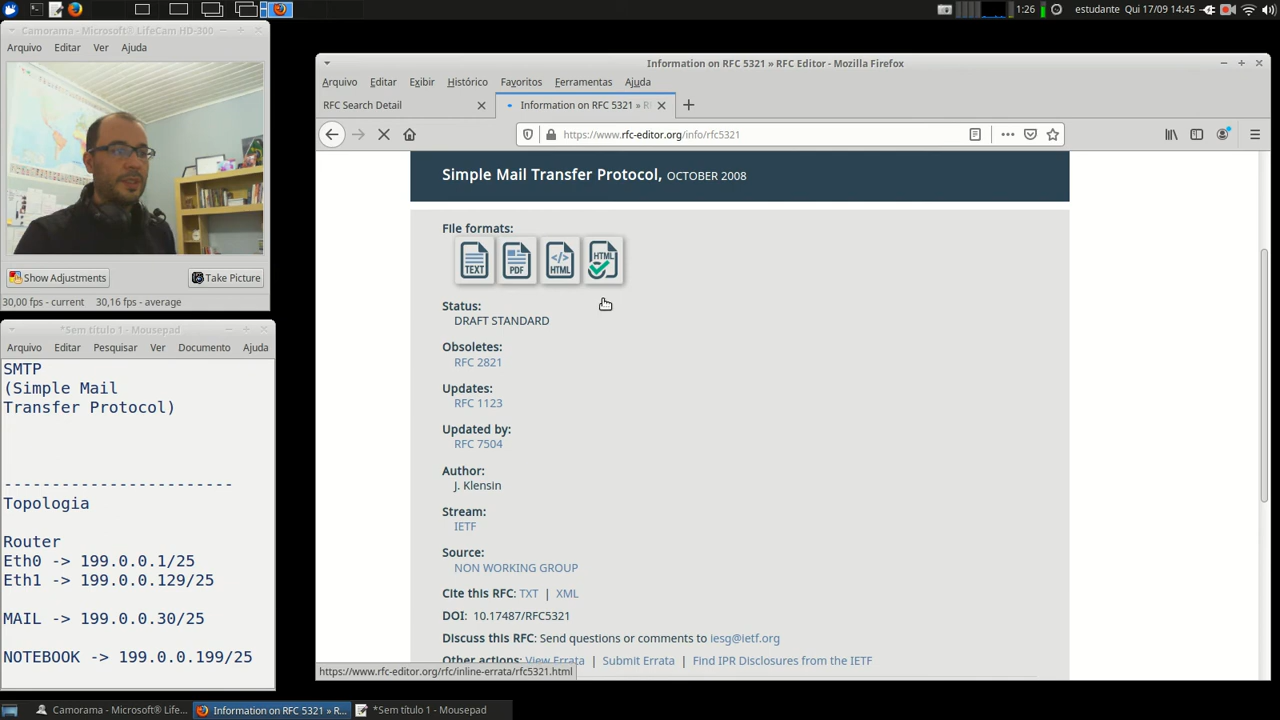 1:26
estudante
Qui 17/09 14:45
Camorama - Microsoft® LifeCam HD-300
Arquivo Editar Ver Ajuda
Show Adjustments
Take Picture
30,00 fps - current 30,16 fps - average
*Sem título 1 - Mousepad
Arquivo Editar Pesquisar Ver Documento Ajuda
SMTP
(Simple Mail
Transfer Protocol)
------------------------
Topologia
Router
Eth0 -> 199.0.0.1/25
Eth1 -> 199.0.0.129/25
MAIL -> 199.0.0.30/25
NOTEBOOK -> 199.0.0.199/25
Information on RFC 5321 » RFC Editor - Mozilla Firefox
Arquivo Editar Exibir Histórico Favoritos Ferramentas Ajuda
RFC Search Detail
Information on RFC 5321 » R
https://www.rfc-editor.org/info/rfc5321
Simple Mail Transfer Protocol, OCTOBER 2008
File formats:
TEXT PDF HTML HTML
Status:
DRAFT STANDARD
Obsoletes:
RFC 2821
Updates:
RFC 1123
Updated by:
RFC 7504
Author:
J. Klensin
Stream:
IETF
Source:
NON WORKING GROUP
Cite this RFC: TXT | XML
DOI: 10.17487/RFC5321
Discuss this RFC: Send questions or comments to iesg@ietf.org
Other actions: View Errata | Submit Errata | Find IPR Disclosures from the IETF
https://www.rfc-editor.org/rfc/inline-errata/rfc5321.html
Camorama - Microsoft® LifeC...
Information on RFC 5321 » R...
*Sem título 1 - Mousepad